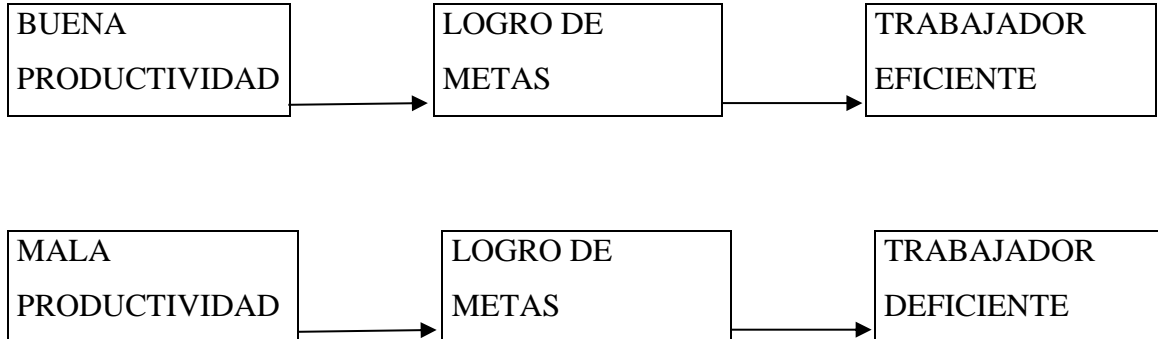 BUENA
PRODUCTIVIDAD
LOGRO DE
METAS
TRABAJADOR
EFICIENTE
MALA
PRODUCTIVIDAD
LOGRO DE
METAS
TRABAJADOR
DEFICIENTE